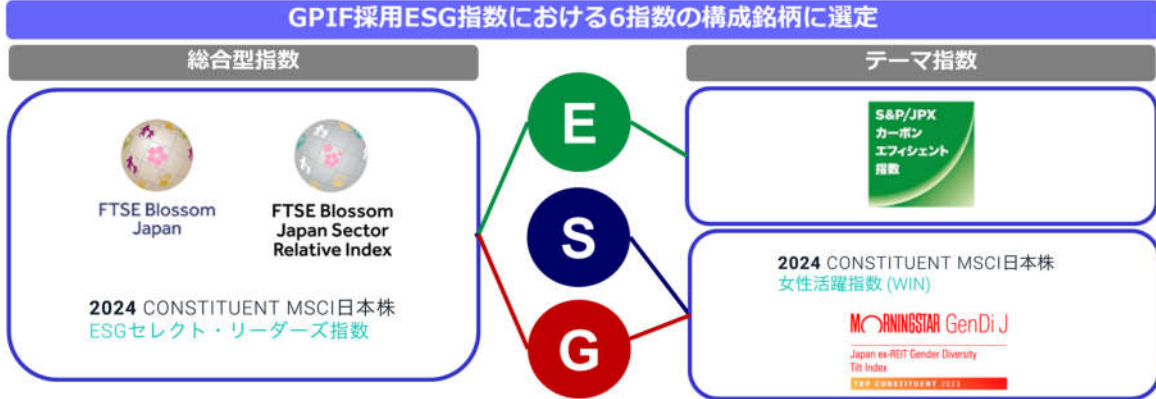 GPIF採用ESG指数における6指数の構成銘柄に選定
総合型指数
FTSE Blossom
Japan
FTSE Blossom
Japan Sector
Relative Index
2024 CONSTITUENT MSCI日本株
ESGセレクト・リーダーズ指数
E
S
G
テーマ指数
S&P/JPX
カーボン
エフィシェント
指数
2024 CONSTITUENT MSCI日本株
女性活躍指数 (WIN)
MORNINGSTAR GenDi J
Japan ex-REIT Gender Diversity
Tilt Index
TOP CONSTITUENT 2023